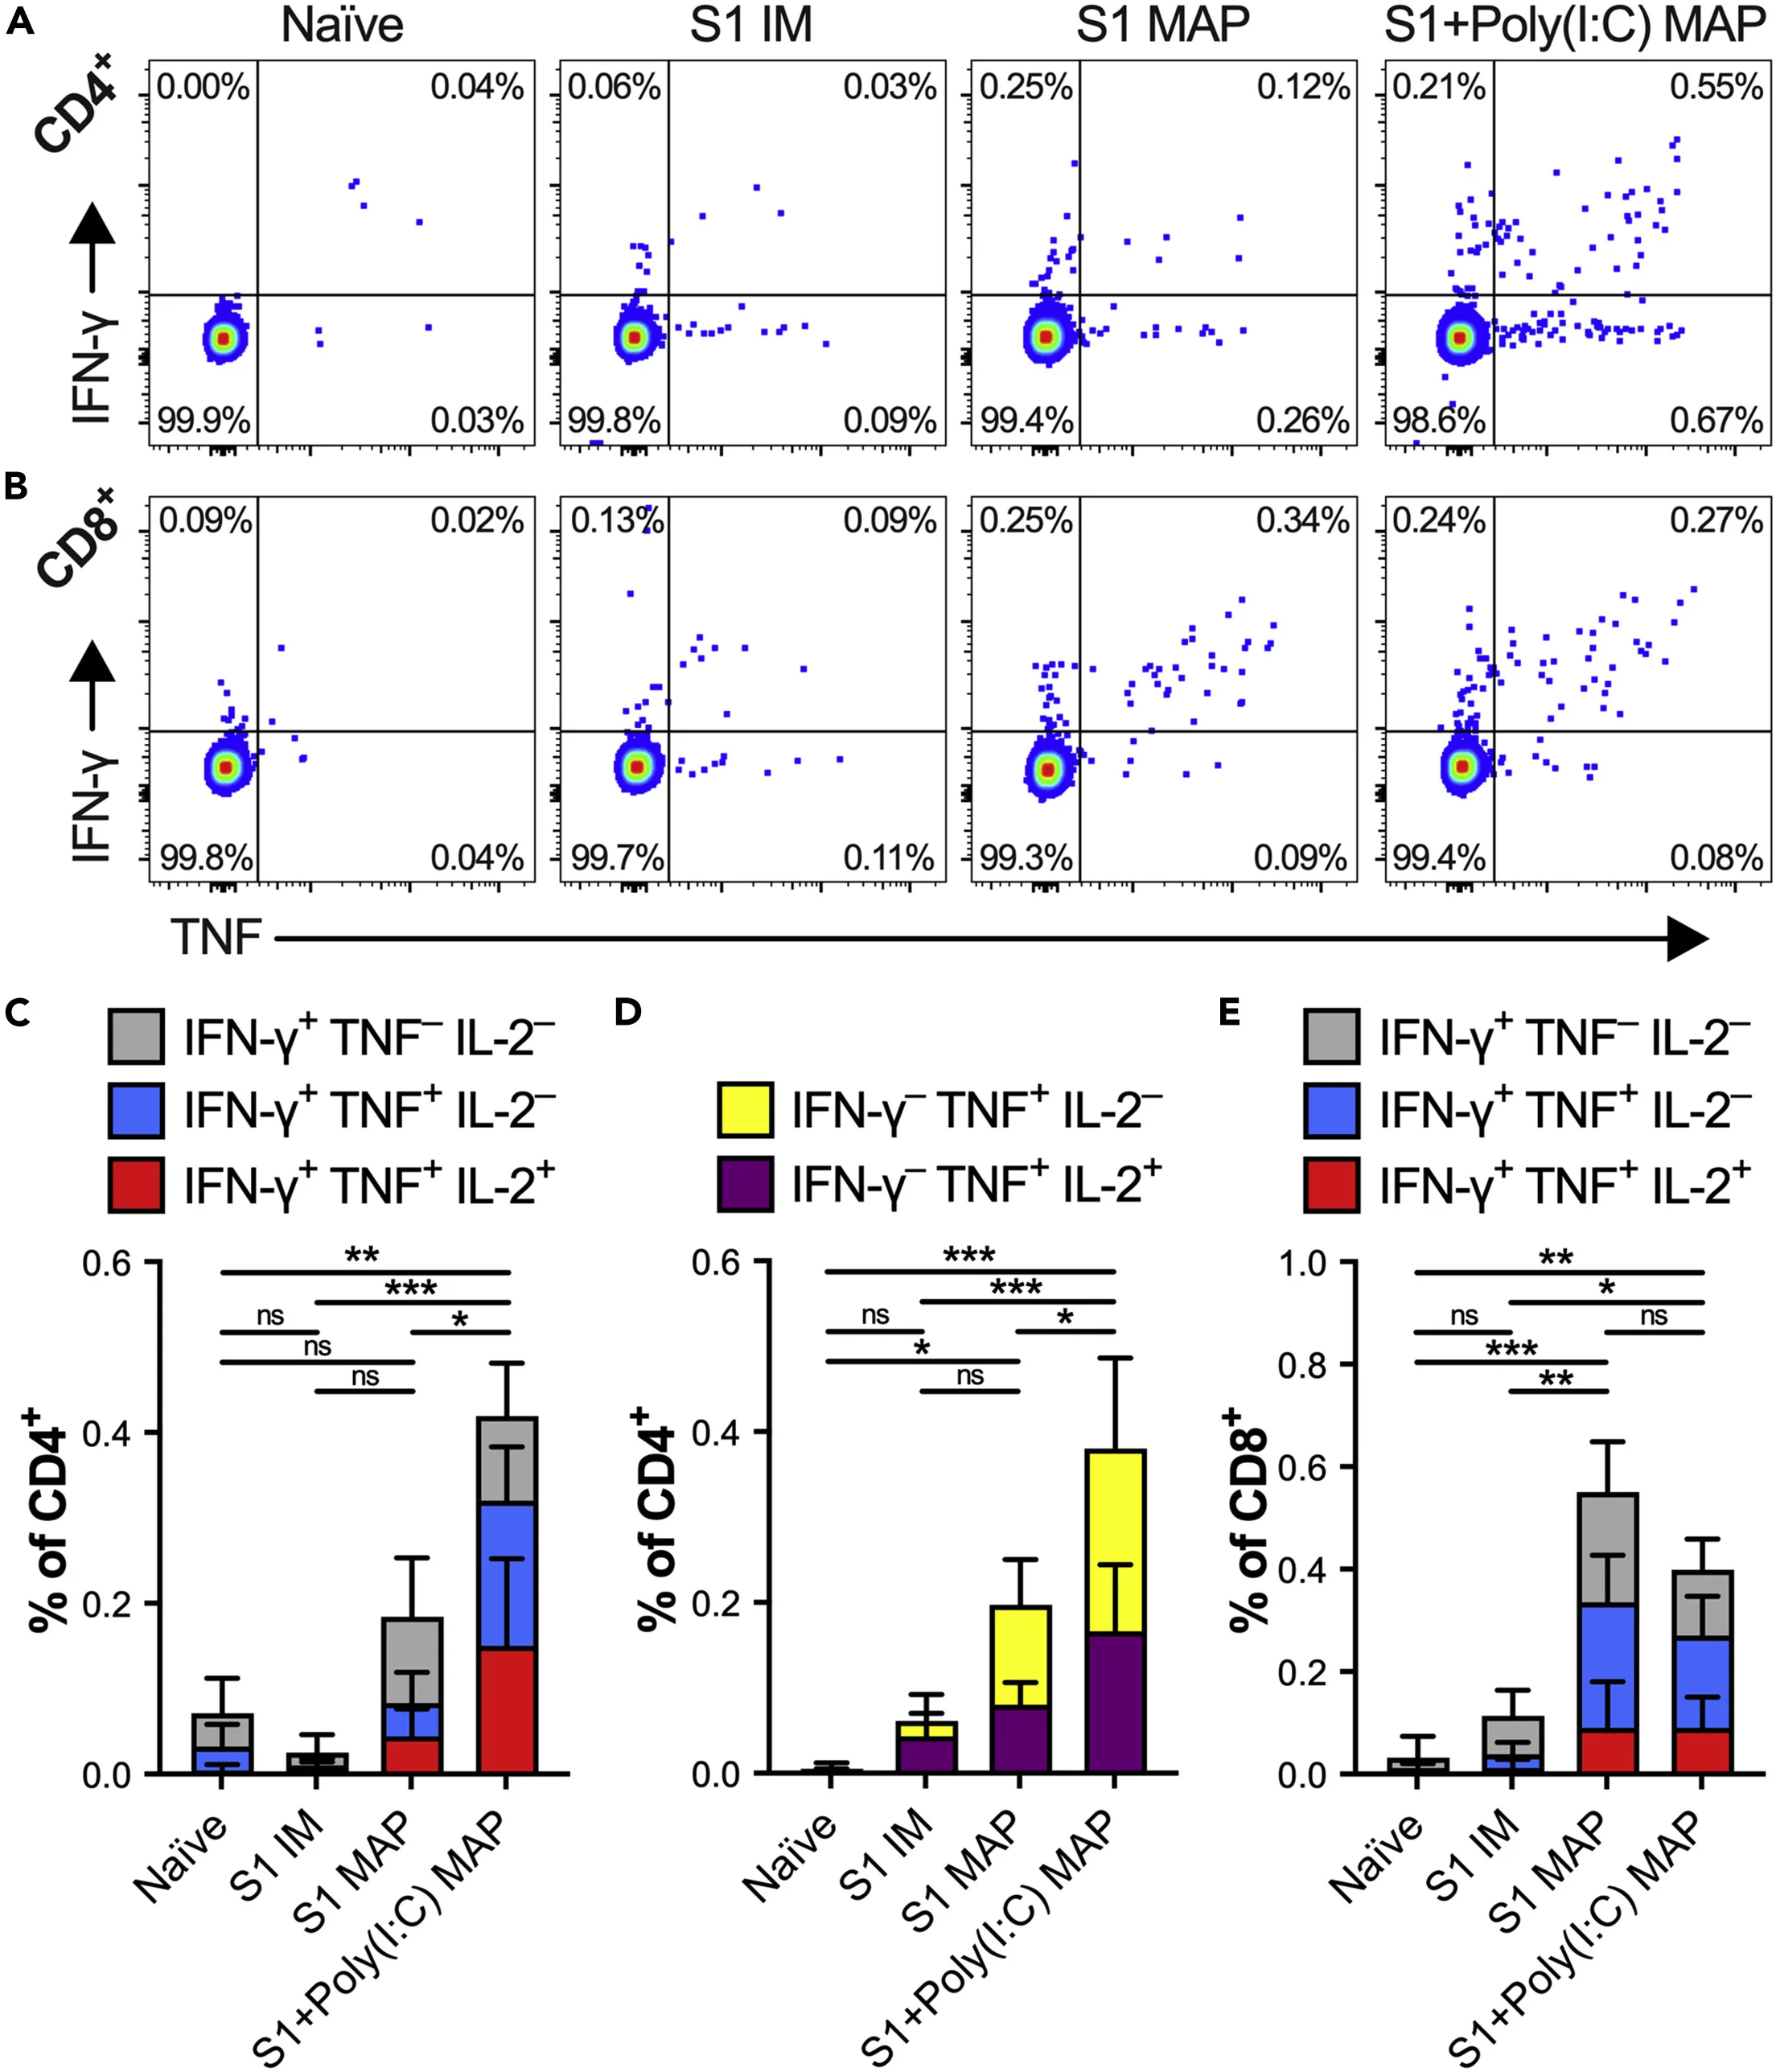 A
Naïve S1 IM S1 MAP S1+Poly(I:C) MAP
CD4+
0.00% 0.04% 0.06% 0.03% 0.25% 0.12% 0.21% 0.55%
IFN-γ
99.9% 0.03% 99.8% 0.09% 99.4% 0.26% 98.6% 0.67%
B
CD8+
0.09% 0.02% 0.13% 0.09% 0.25% 0.34% 0.24% 0.27%
IFN-γ
99.8% 0.04% 99.7% 0.11% 99.3% 0.09% 99.4% 0.08%
TNF
C
IFN-γ+ TNF– IL-2–
IFN-γ+ TNF+ IL-2–
IFN-γ+ TNF+ IL-2+
**
***
ns *
ns
ns
% of CD4+
0.6
0.4
0.2
0.0
Naïve
S1 IM
S1 MAP
S1+Poly(I:C) MAP
D
IFN-γ– TNF+ IL-2–
IFN-γ– TNF+ IL-2+
***
***
ns *
*
ns
% of CD4+
0.6
0.4
0.2
0.0
Naïve
S1 IM
S1 MAP
S1+Poly(I:C) MAP
E
IFN-γ+ TNF– IL-2–
IFN-γ+ TNF+ IL-2–
IFN-γ+ TNF+ IL-2+
**
*
ns ns
***
**
% of CD8+
1.0
0.8
0.6
0.4
0.2
0.0
Naïve
S1 IM
S1 MAP
S1+Poly(I:C) MAP